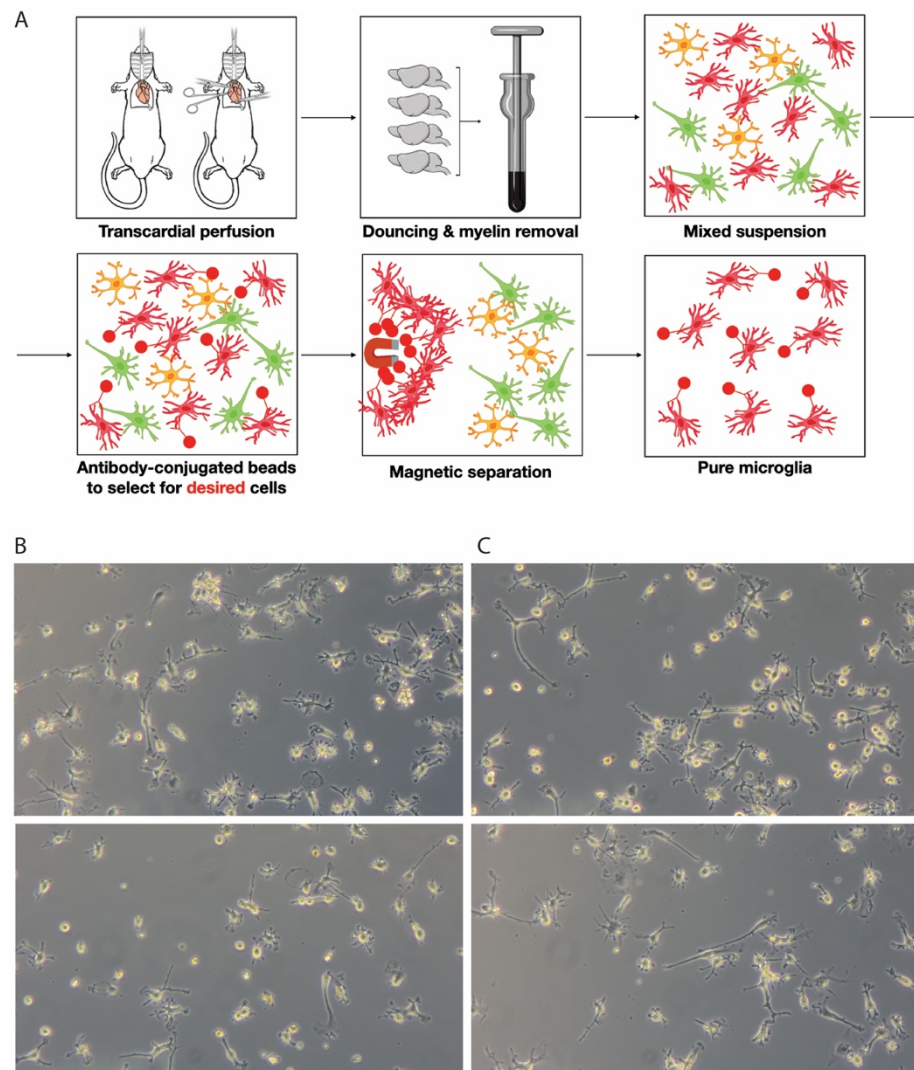 A
Transcardial perfusion
Douncing & myelin removal
Mixed suspension
Antibody-conjugated beads
to select for desired cells
Magnetic separation
Pure microglia
B
C